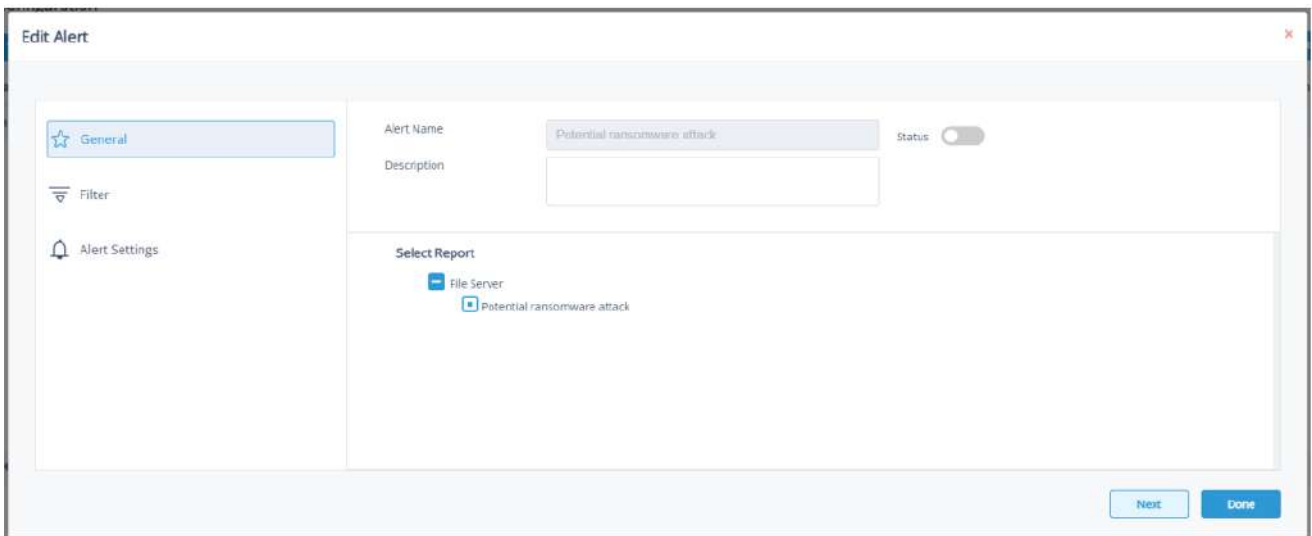 Edit Alert
×
General
Filter
Alert Settings
Alert Name
Potential ransomware attack
Status
Description
Select Report
File Server
Potential ransomware attack
Next
Done